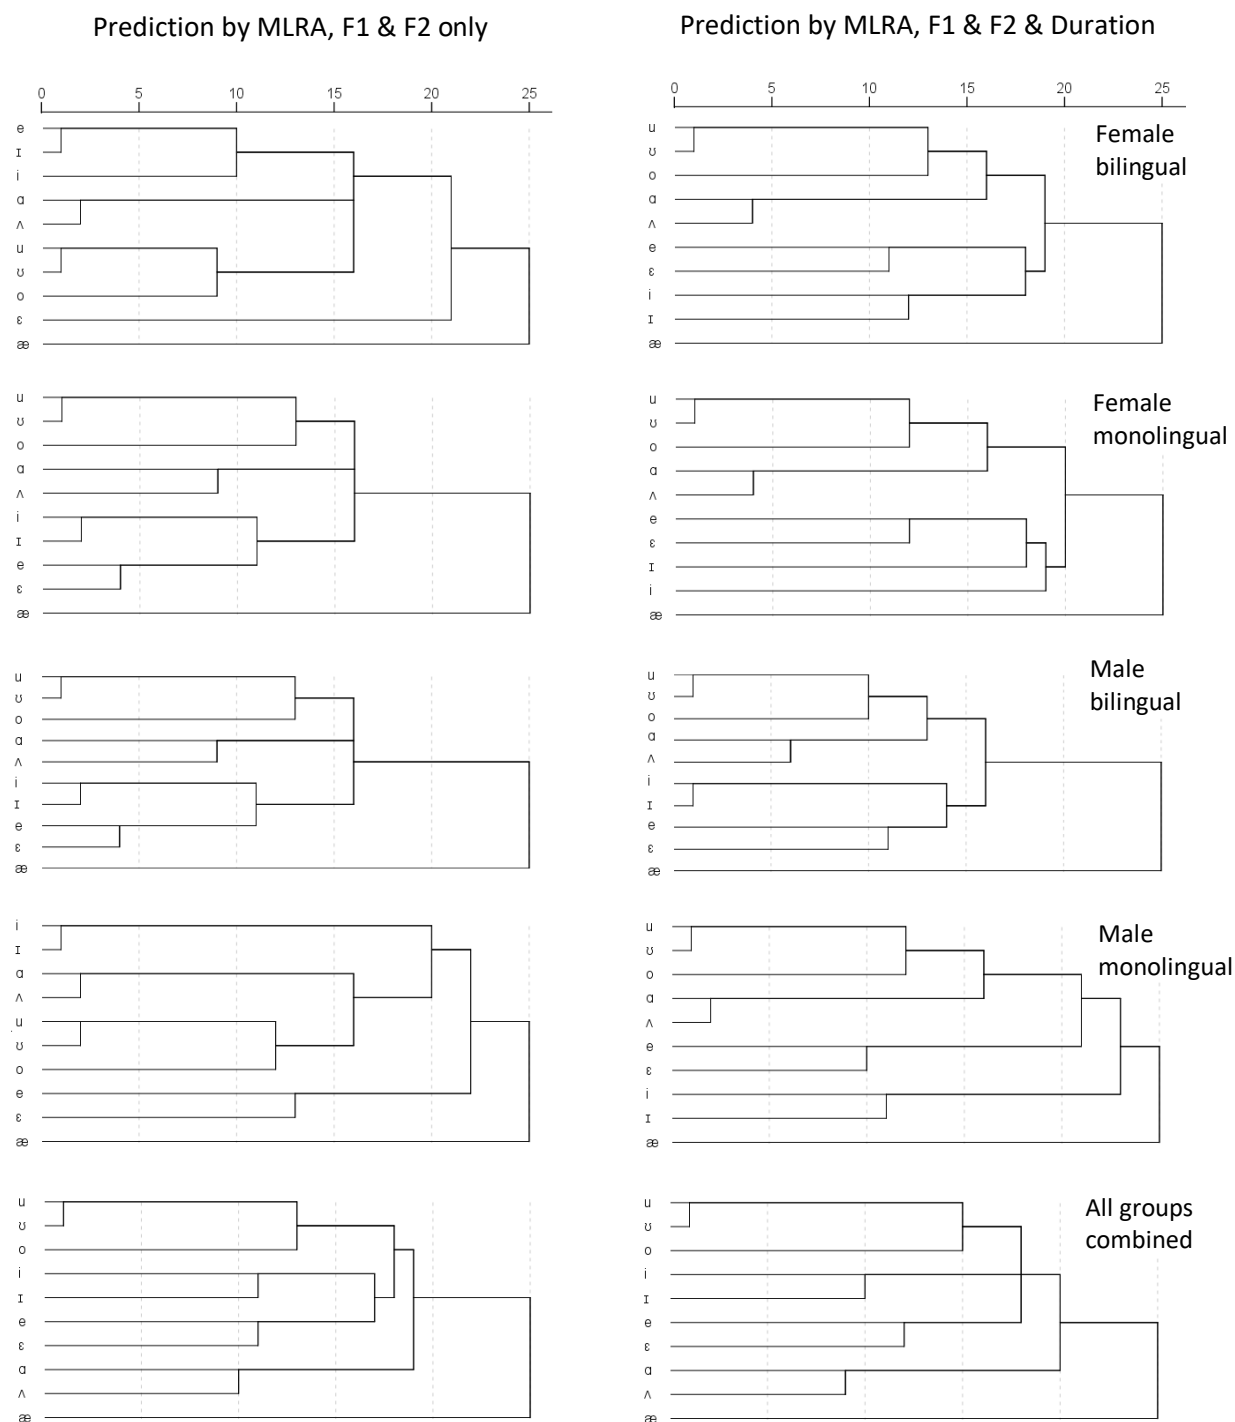 Prediction by MLRA, F1 & F2 only
Prediction by MLRA, F1 & F2 & Duration
0 5 10 15 20 25
e
ɪ
i
ɑ
ʌ
u
ʊ
o
ɛ
æ
0 5 10 15 20 25
Female
bilingual
u
ʊ
o
ɑ
ʌ
e
ɛ
i
ɪ
æ
u
ʊ
o
ɑ
ʌ
i
ɪ
e
ɛ
æ
Female
monolingual
u
ʊ
o
ɑ
ʌ
e
ɛ
ɪ
i
æ
u
ʊ
o
ɑ
ʌ
i
ɪ
e
ɛ
æ
Male
bilingual
u
ʊ
o
ɑ
ʌ
i
ɪ
e
ɛ
æ
i
ɪ
ɑ
ʌ
u
ʊ
o
e
ɛ
æ
Male
monolingual
u
ʊ
o
ɑ
ʌ
e
ɛ
i
ɪ
æ
u
ʊ
o
i
ɪ
e
ɛ
ɑ
ʌ
æ
All groups
combined
u
ʊ
o
i
ɪ
e
ɛ
ɑ
ʌ
æ